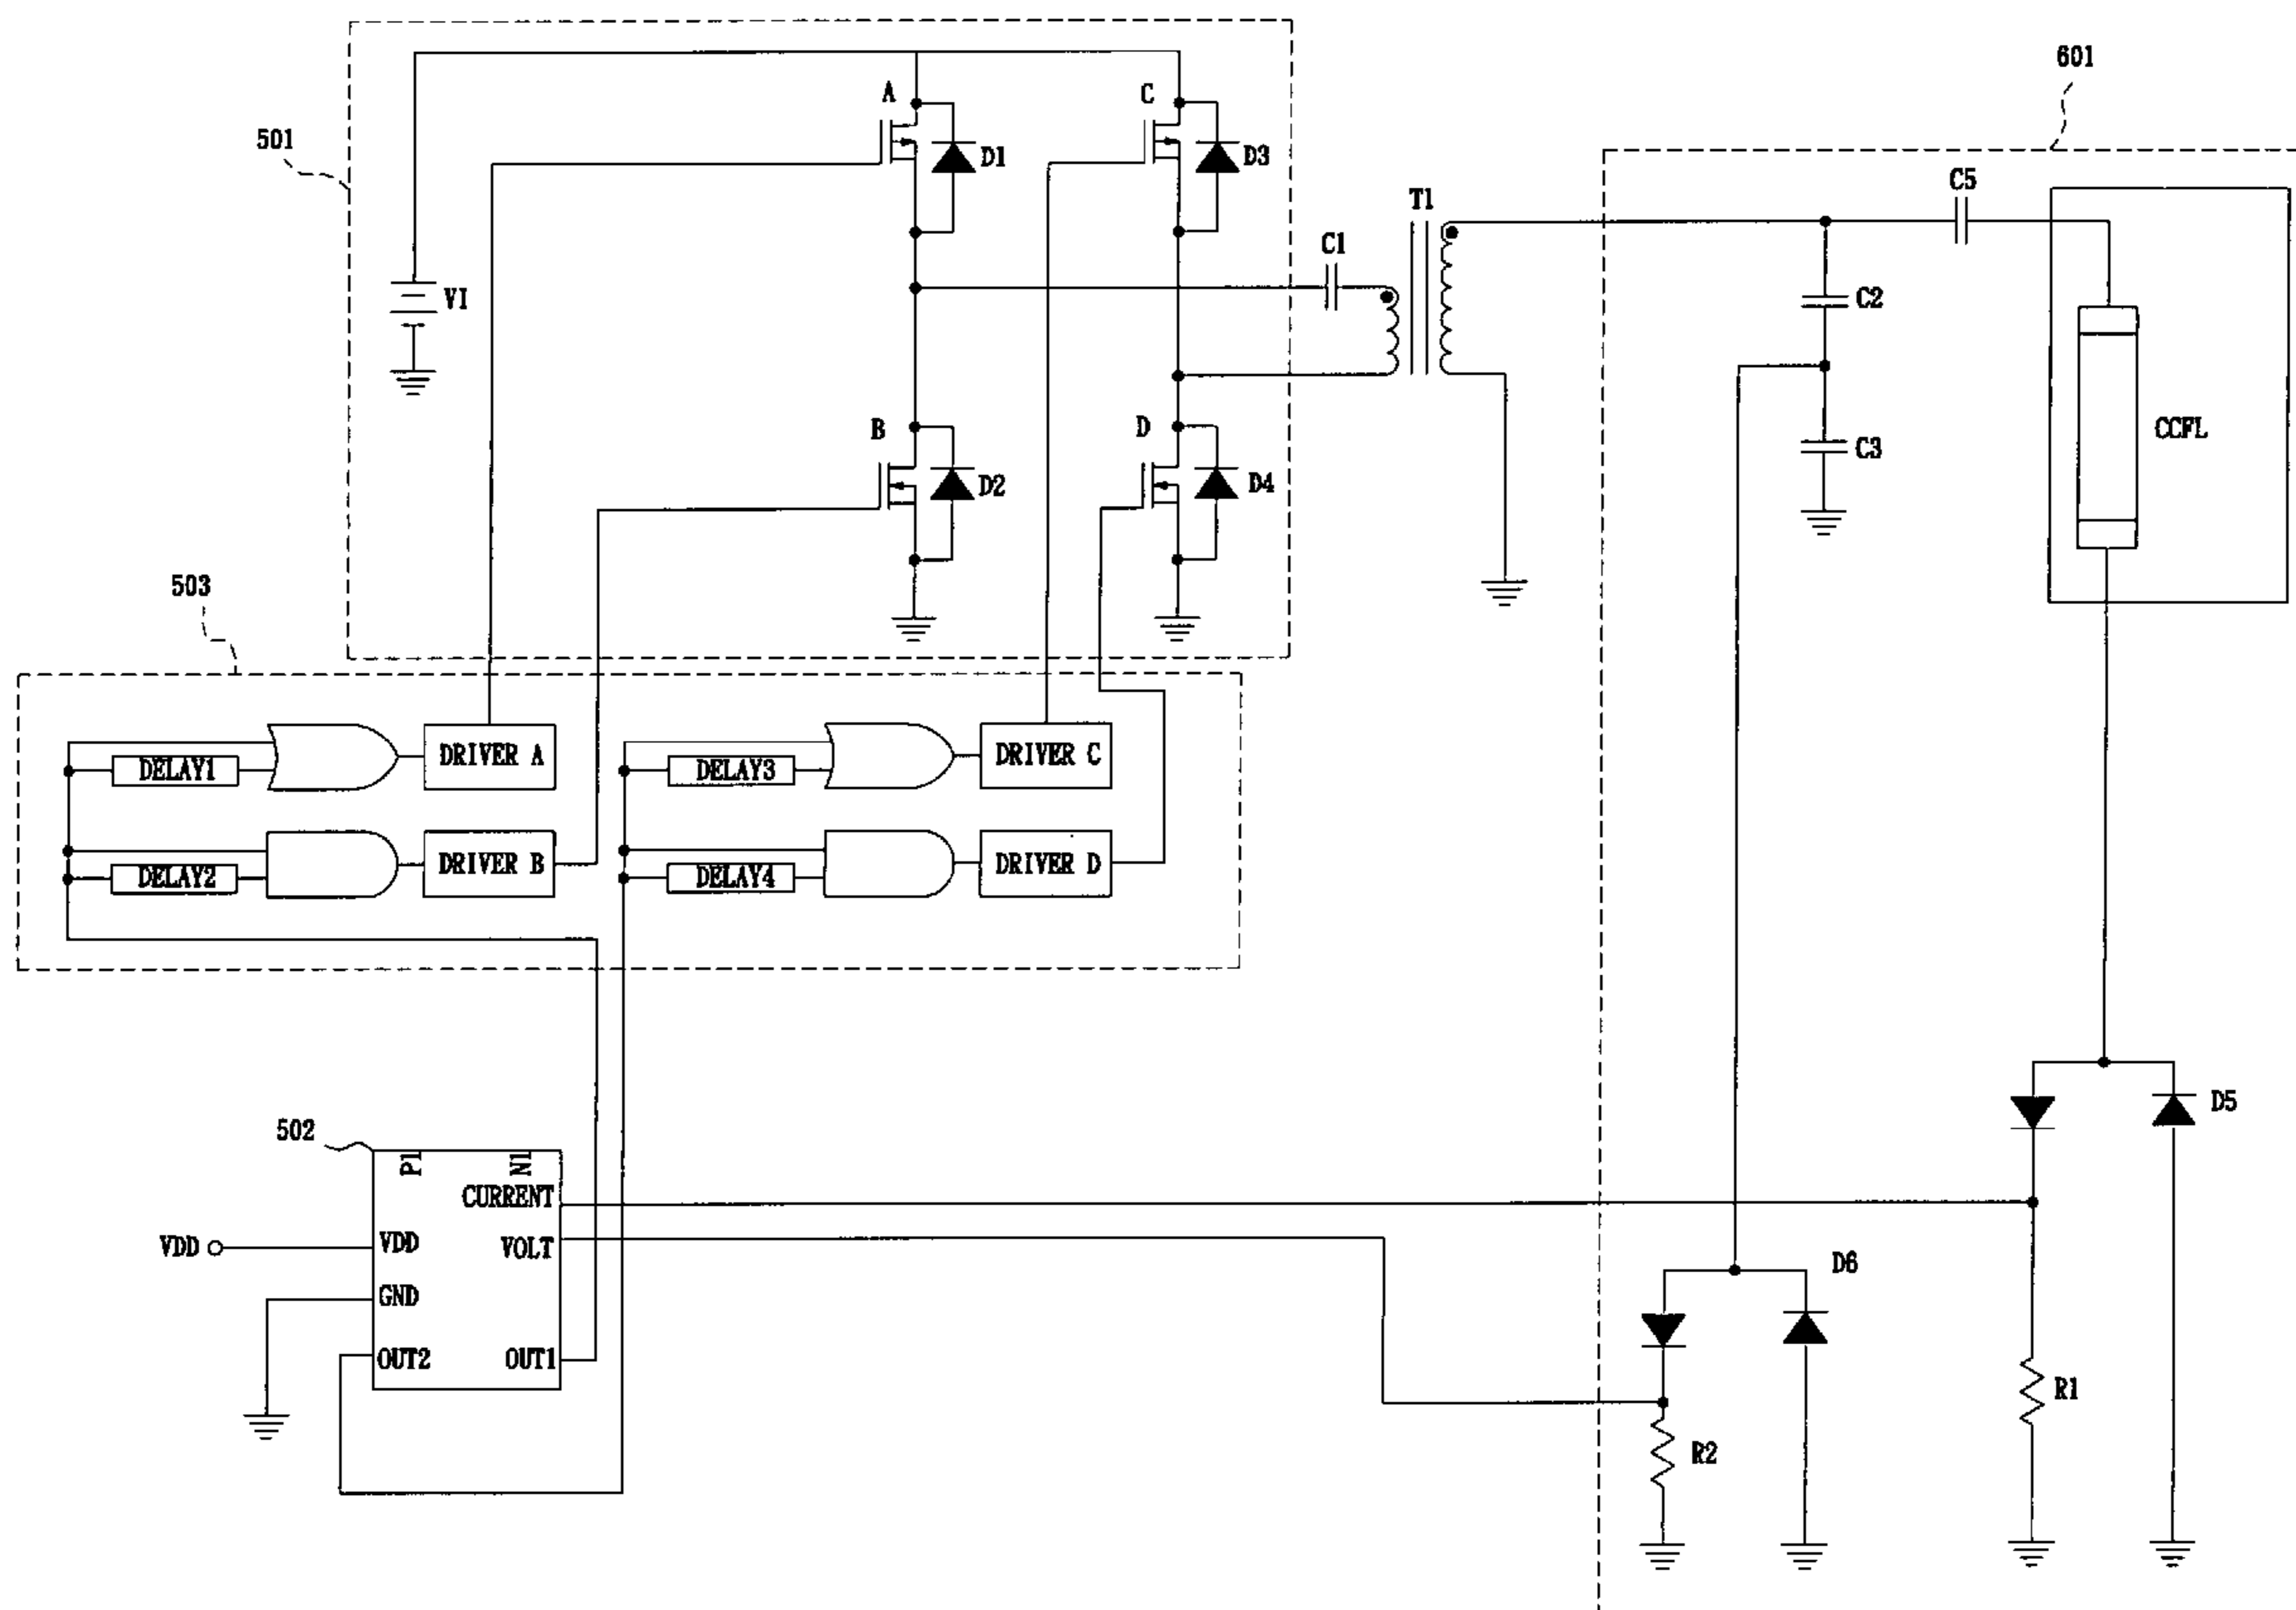 601
501
A
C
D1
D3
C5
T1
C1
VI
C2
B
D
CCFL
C3
D2
D4
503
DRIVER A
DELAY1
DRIVER C
DELAY3
DRIVER B
DELAY2
DRIVER D
DELAY4
D5
502
P1
N1
CURRENT
VDD
VDD
VOLT
D6
GND
OUT2
OUT1
R1
R2